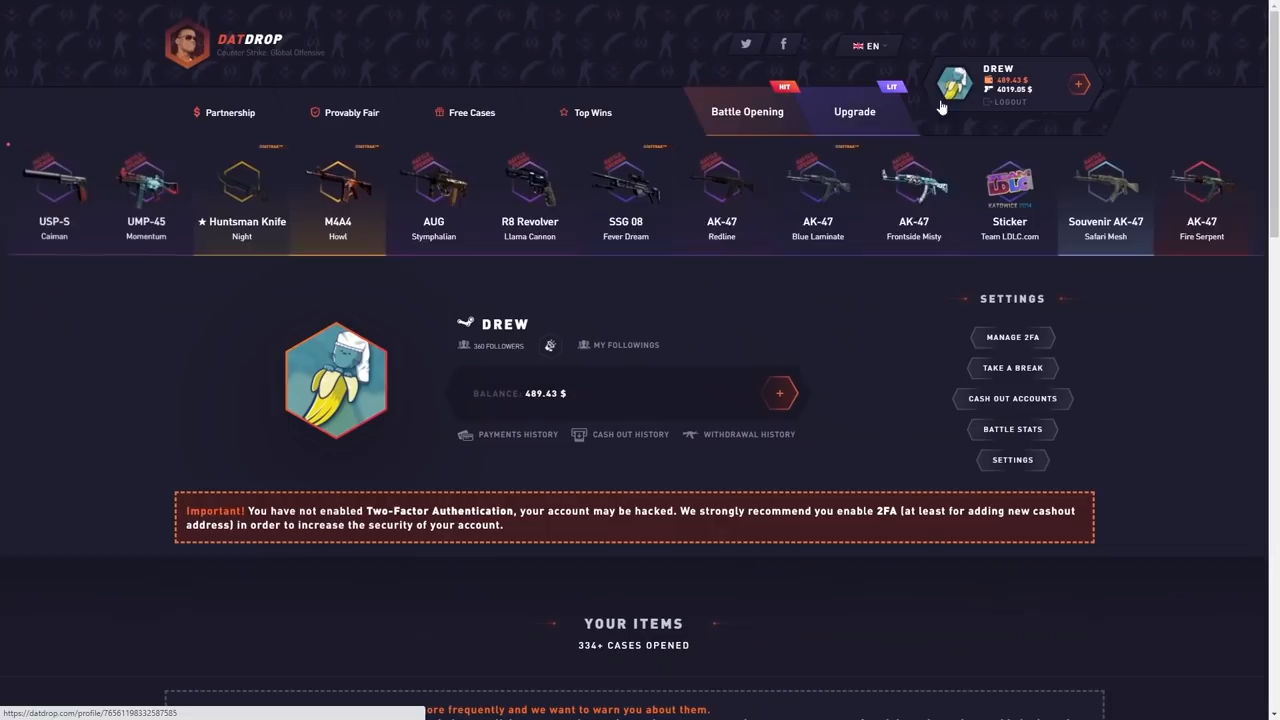 DATDROP
Counter Strike: Global Offensive
EN
DREW
489.43 $
4019.05 $
LOGOUT
HIT
LIT
Partnership
Provably Fair
Free Cases
Top Wins
Battle Opening
Upgrade
USP-S
Caiman
UMP-45
Momentum
★ Huntsman Knife
Night
M4A4
Howl
AUG
Stymphalian
R8 Revolver
Llama Cannon
SSG 08
Fever Dream
AK-47
Redline
AK-47
Blue Laminate
AK-47
Frontside Misty
TEAM
LDLC
KATOWICE 2014
Sticker
Team LDLC.com
Souvenir AK-47
Safari Mesh
AK-47
Fire Serpent
DREW
360 FOLLOWERS
MY FOLLOWINGS
BALANCE: 489.43 $
PAYMENTS HISTORY
CASH OUT HISTORY
WITHDRAWAL HISTORY
SETTINGS
MANAGE 2FA
TAKE A BREAK
CASH OUT ACCOUNTS
BATTLE STATS
SETTINGS
Important! You have not enabled Two-Factor Authentication, your account may be hacked. We strongly recommend you enable 2FA (at least for adding new cashout
address) in order to increase the security of your account.
YOUR ITEMS
334+ CASES OPENED
ore frequently and we want to warn you about them.
https://datdrop.com/profile/76561198332587585